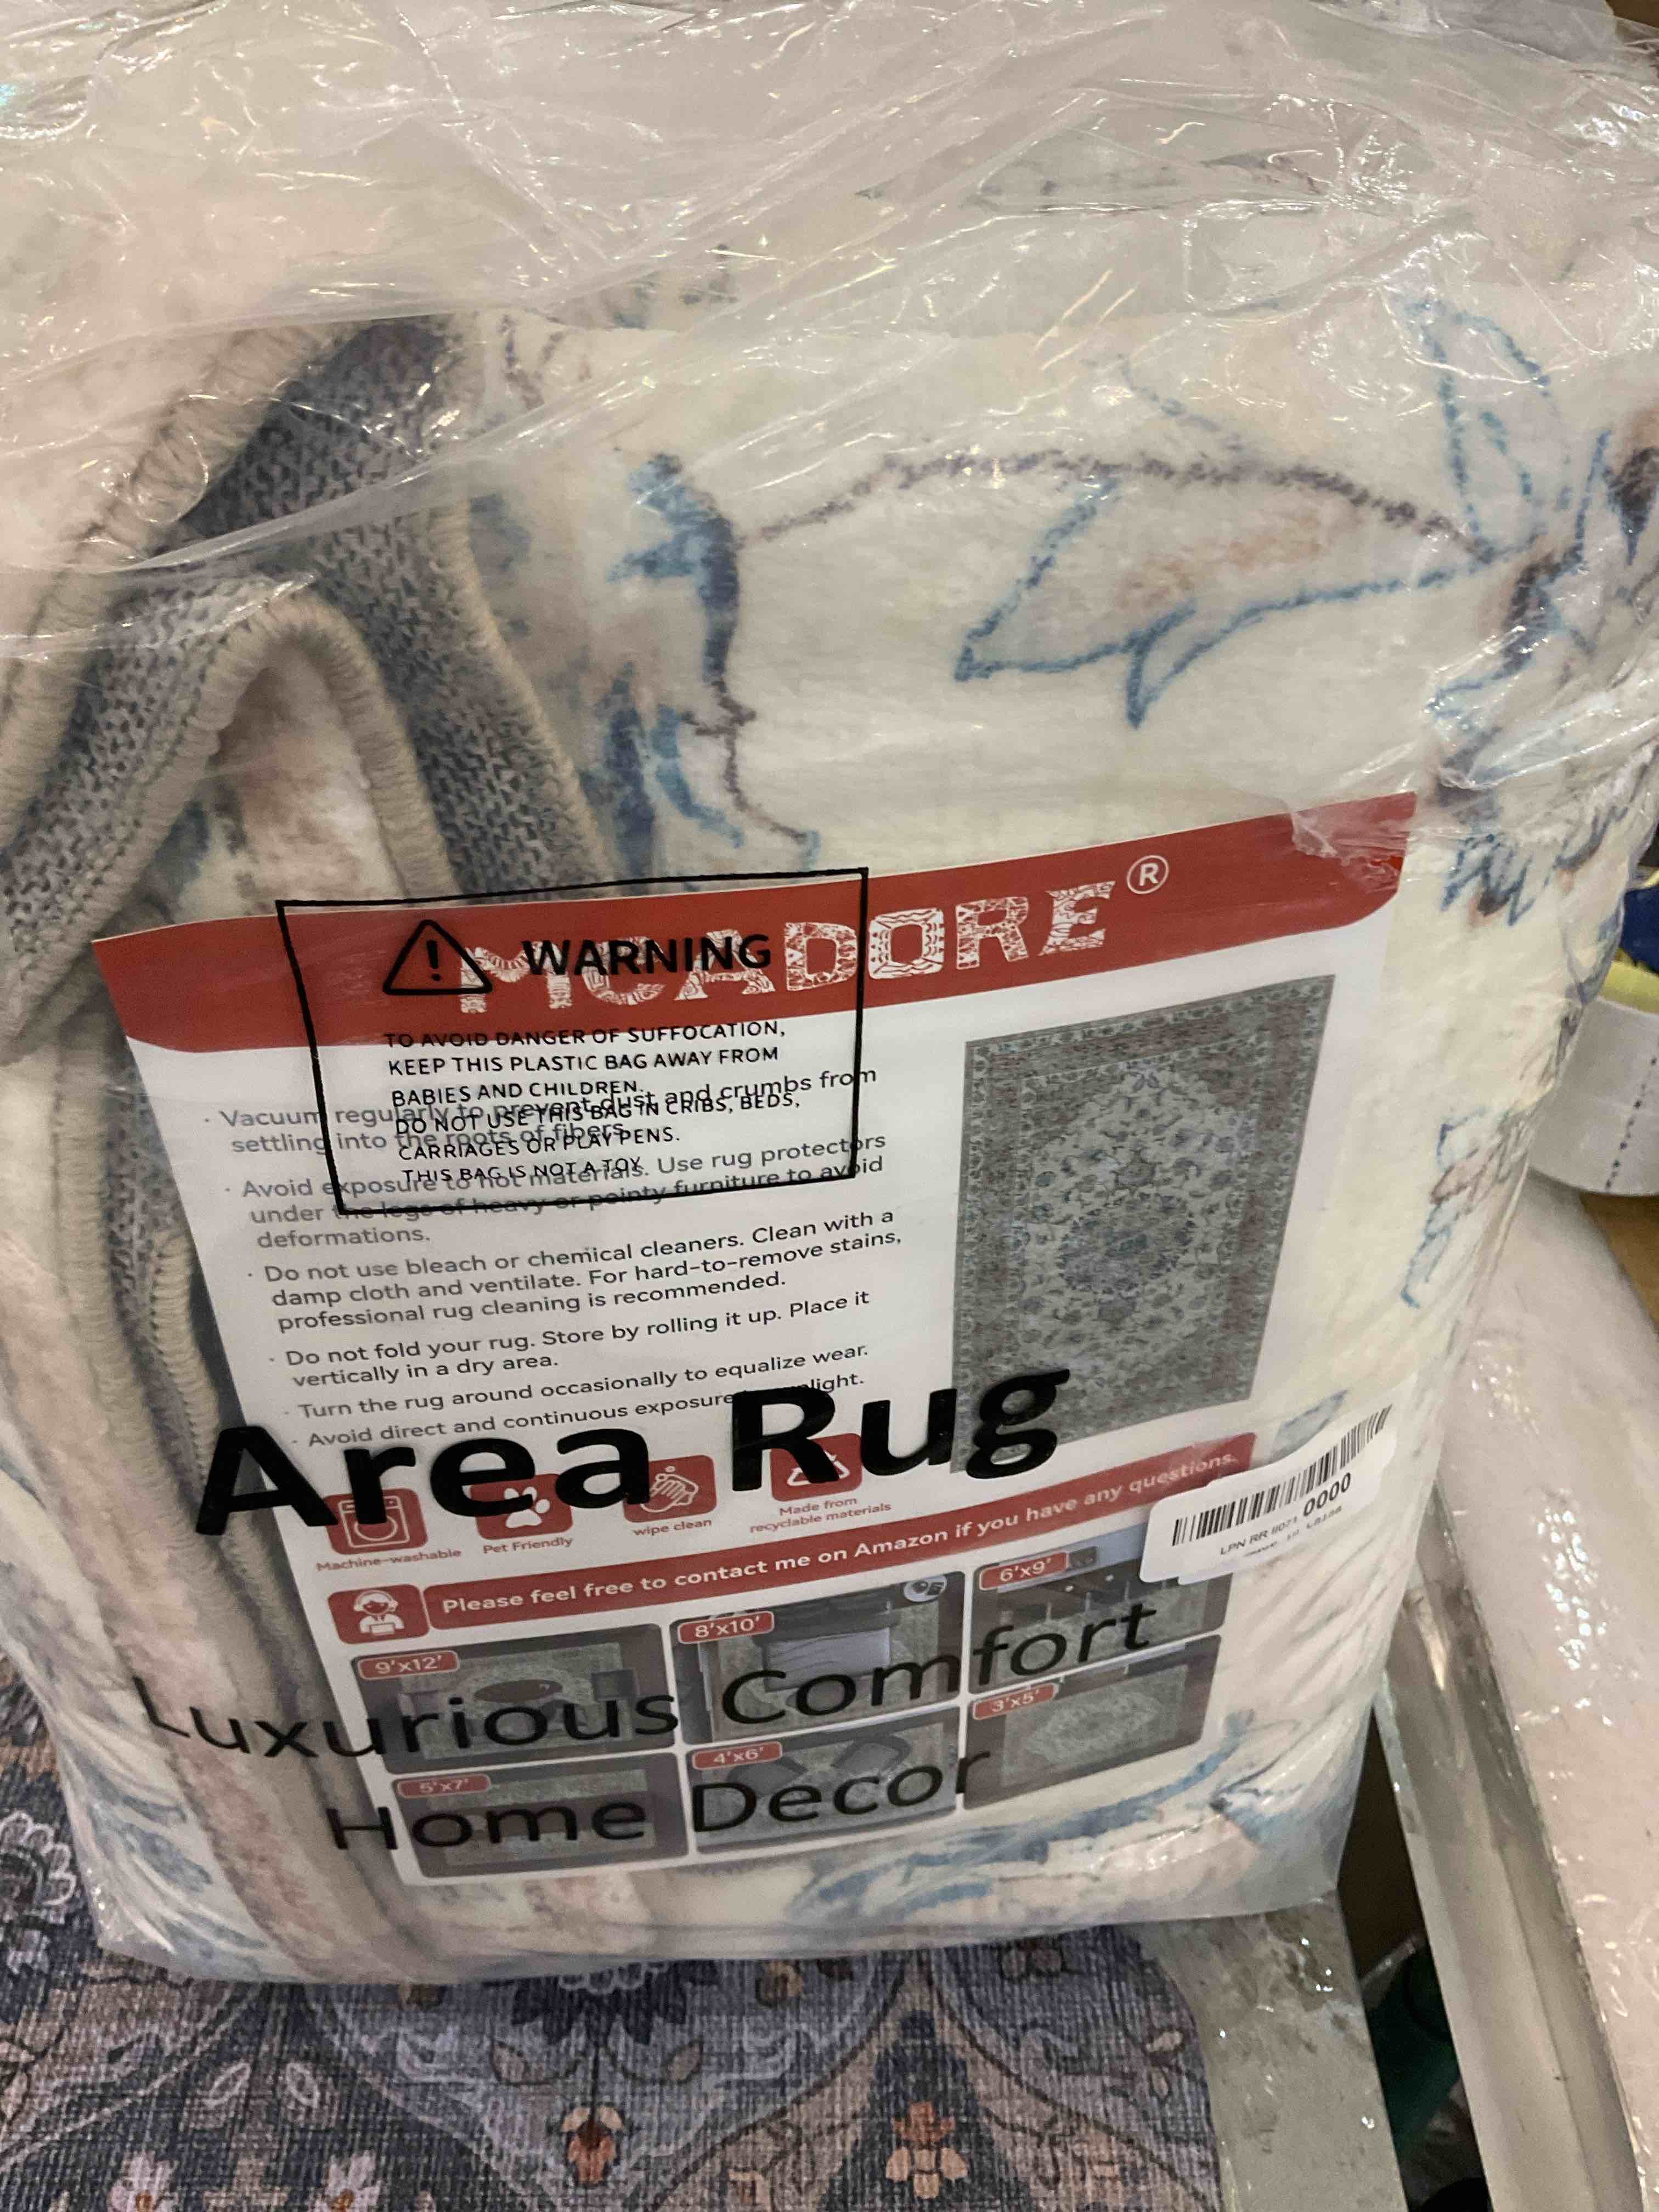 MCADORE®
WARNING
TO AVOID DANGER OF SUFFOCATION,
KEEP THIS PLASTIC BAG AWAY FROM
BABIES AND CHILDREN.
DO NOT USE THIS BAG IN CRIBS, BEDS,
CARRIAGES OR PLAY PENS.
THIS BAG IS NOT A TOY.
· Vacuum regularly to prevent dust and crumbs from
settling into the roots of fibers.
· Avoid exposure to hot materials. Use rug protectors
under the legs of heavy or pointy furniture to avoid
deformations.
· Do not use bleach or chemical cleaners. Clean with a
damp cloth and ventilate. For hard-to-remove stains,
professional rug cleaning is recommended.
· Do not fold your rug. Store by rolling it up. Place it
vertically in a dry area.
· Turn the rug around occasionally to equalize wear.
· Avoid direct and continuous exposure light.
Area Rug
Machine-washable
Pet Friendly
wipe clean
Made from
recyclable materials
Please feel free to contact me on Amazon if you have any questions.
0000
LPN RR
9'x12'
8'x10'
6'x9'
Luxurious Comfort
5'x7'
4'x6'
3'x5'
Home Decor